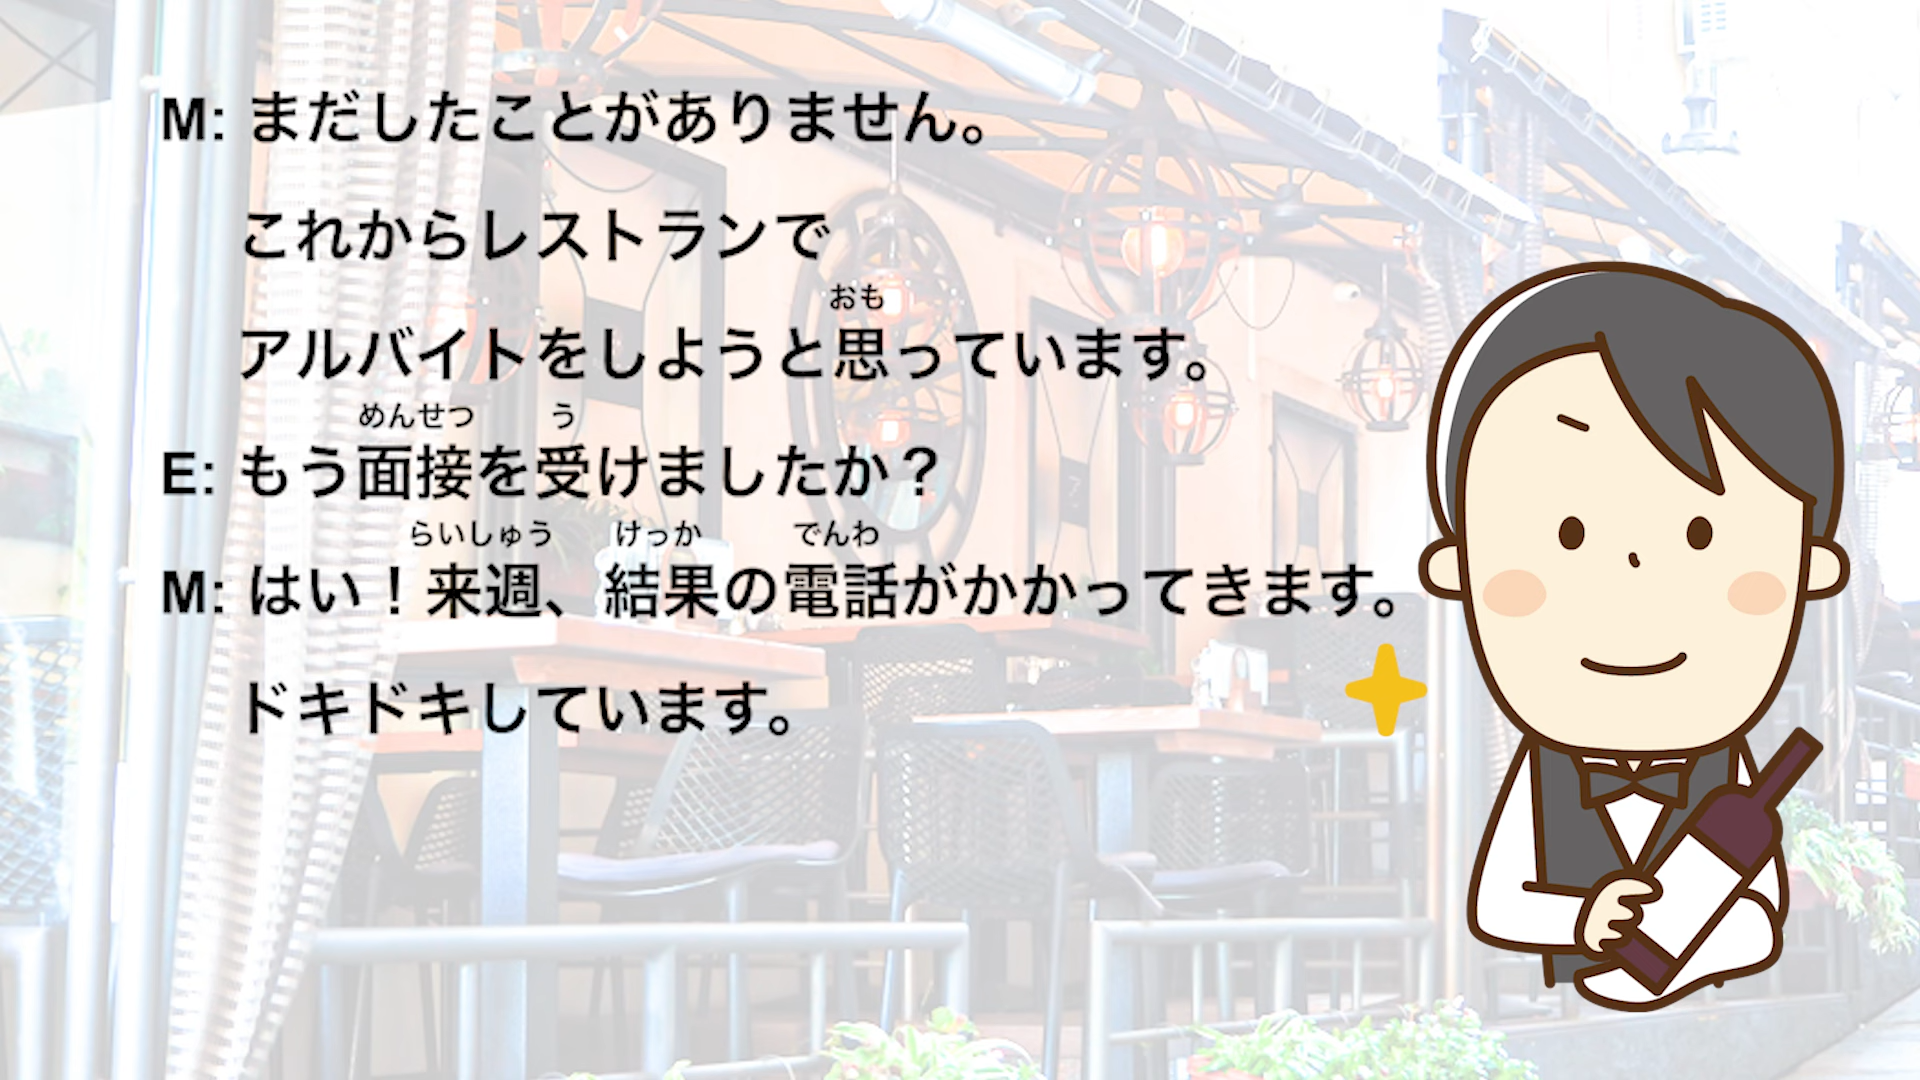 M: まだしたことがありません。
これからレストランで
おも
アルバイトをしようと思っています。
めんせつ う
E: もう面接を受けましたか？
らいしゅう けっか でんわ
M: はい！来週、結果の電話がかかってきます。
ドキドキしています。